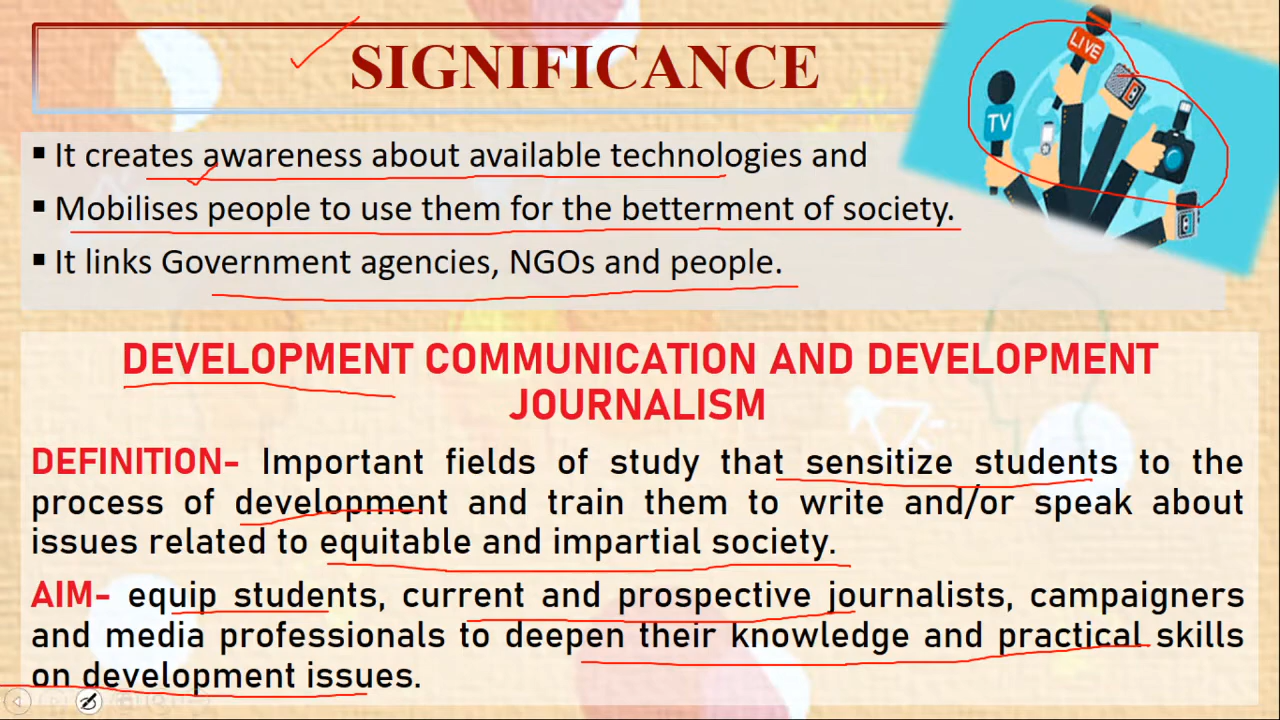 SIGNIFICANCE
LIVE
TV
▪ It creates awareness about available technologies and
▪ Mobilises people to use them for the betterment of society.
▪ It links Government agencies, NGOs and people.
DEVELOPMENT COMMUNICATION AND DEVELOPMENT
JOURNALISM
DEFINITION- Important fields of study that sensitize students to the
process of development and train them to write and/or speak about
issues related to equitable and impartial society.
AIM- equip students, current and prospective journalists, campaigners
and media professionals to deepen their knowledge and practical skills
on development issues.